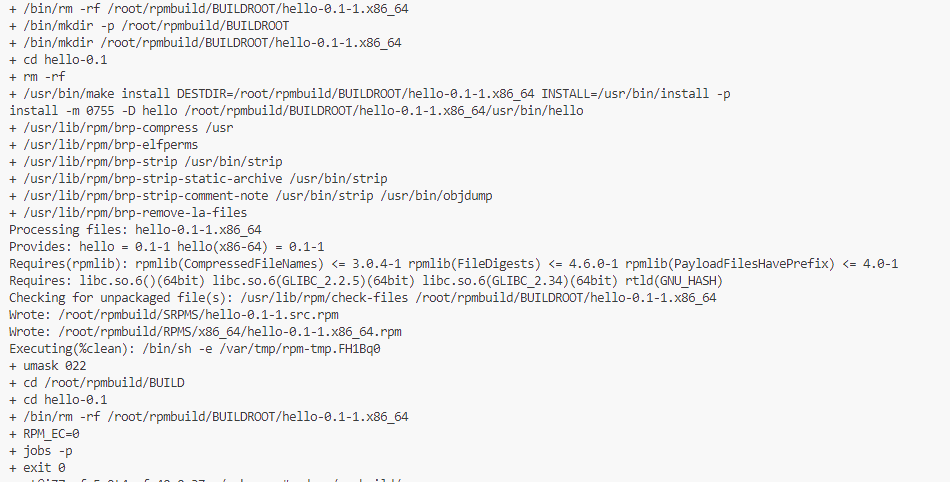 + /bin/rm -rf /root/rpmbuild/BUILDROOT/hello-0.1-1.x86_64
+ /bin/mkdir -p /root/rpmbuild/BUILDROOT
+ /bin/mkdir /root/rpmbuild/BUILDROOT/hello-0.1-1.x86_64
+ cd hello-0.1
+ rm -rf
+ /usr/bin/make install DESTDIR=/root/rpmbuild/BUILDROOT/hello-0.1-1.x86_64 INSTALL=/usr/bin/install -p
install -m 0755 -D hello /root/rpmbuild/BUILDROOT/hello-0.1-1.x86_64/usr/bin/hello
+ /usr/lib/rpm/brp-compress /usr
+ /usr/lib/rpm/brp-elfperms
+ /usr/lib/rpm/brp-strip /usr/bin/strip
+ /usr/lib/rpm/brp-strip-static-archive /usr/bin/strip
+ /usr/lib/rpm/brp-strip-comment-note /usr/bin/strip /usr/bin/objdump
+ /usr/lib/rpm/brp-remove-la-files
Processing files: hello-0.1-1.x86_64
Provides: hello = 0.1-1 hello(x86-64) = 0.1-1
Requires(rpmlib): rpmlib(CompressedFileNames) <= 3.0.4-1 rpmlib(FileDigests) <= 4.6.0-1 rpmlib(PayloadFilesHavePrefix) <= 4.0-1
Requires: libc.so.6()(64bit) libc.so.6(GLIBC_2.2.5)(64bit) libc.so.6(GLIBC_2.34)(64bit) rtld(GNU_HASH)
Checking for unpackaged file(s): /usr/lib/rpm/check-files /root/rpmbuild/BUILDROOT/hello-0.1-1.x86_64
Wrote: /root/rpmbuild/SRPMS/hello-0.1-1.src.rpm
Wrote: /root/rpmbuild/RPMS/x86_64/hello-0.1-1.x86_64.rpm
Executing(%clean): /bin/sh -e /var/tmp/rpm-tmp.FH1Bq0
+ umask 022
+ cd /root/rpmbuild/BUILD
+ cd hello-0.1
+ /bin/rm -rf /root/rpmbuild/BUILDROOT/hello-0.1-1.x86_64
+ RPM_EC=0
+ jobs -p
+ exit 0